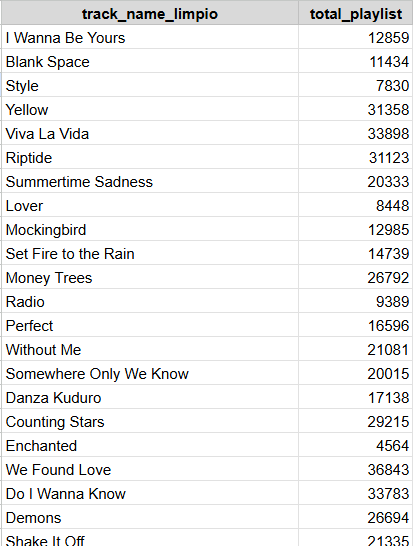 track_name_limpio total_playlist
I Wanna Be Yours 12859
Blank Space 11434
Style 7830
Yellow 31358
Viva La Vida 33898
Riptide 31123
Summertime Sadness 20333
Lover 8448
Mockingbird 12985
Set Fire to the Rain 14739
Money Trees 26792
Radio 9389
Perfect 16596
Without Me 21081
Somewhere Only We Know 20015
Danza Kuduro 17138
Counting Stars 29215
Enchanted 4564
We Found Love 36843
Do I Wanna Know 33783
Demons 26694
Shake It Off 21335